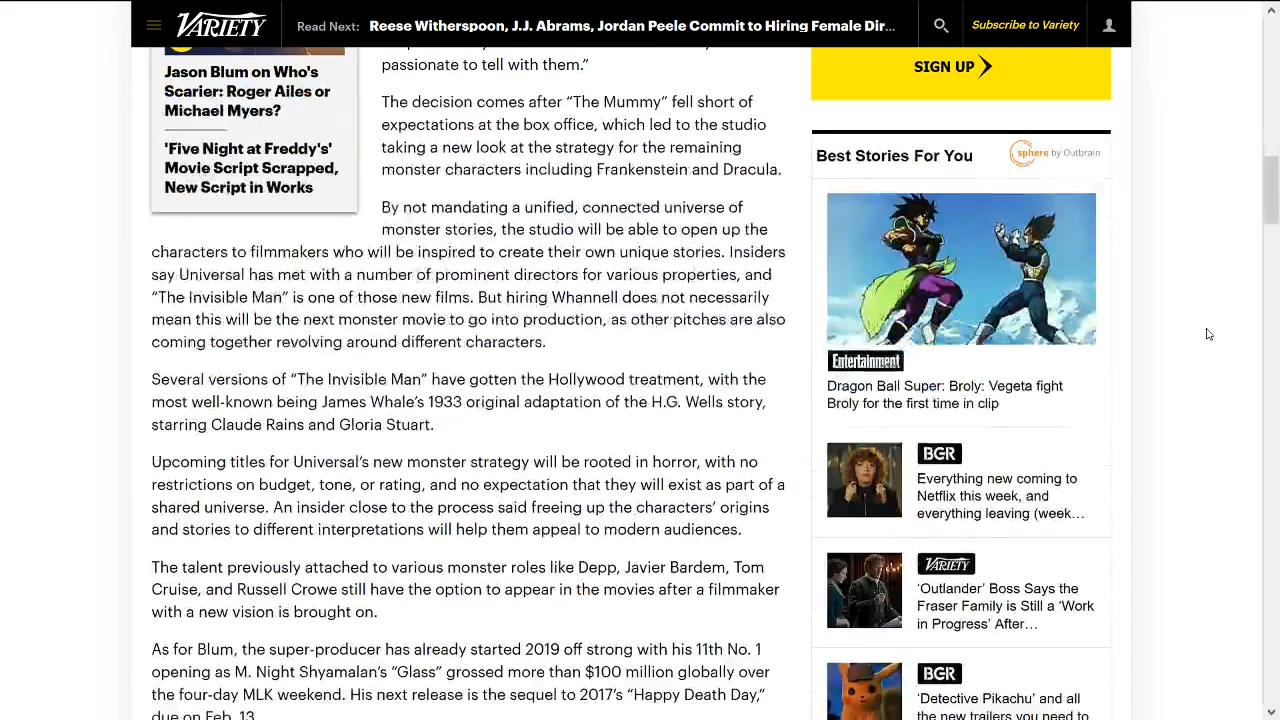 VARIETY
Read Next: Reese Witherspoon, J.J. Abrams, Jordan Peele Commit to Hiring Female Dir...
Subscribe to Variety
Jason Blum on Who's
Scarier: Roger Ailes or
Michael Myers?
'Five Night at Freddy's'
Movie Script Scrapped,
New Script in Works
passionate to tell with them.”
The decision comes after “The Mummy” fell short of
expectations at the box office, which led to the studio
taking a new look at the strategy for the remaining
monster characters including Frankenstein and Dracula.
By not mandating a unified, connected universe of
monster stories, the studio will be able to open up the
characters to filmmakers who will be inspired to create their own unique stories. Insiders
say Universal has met with a number of prominent directors for various properties, and
“The Invisible Man” is one of those new films. But hiring Whannell does not necessarily
mean this will be the next monster movie to go into production, as other pitches are also
coming together revolving around different characters.
Several versions of “The Invisible Man” have gotten the Hollywood treatment, with the
most well-known being James Whale’s 1933 original adaptation of the H.G. Wells story,
starring Claude Rains and Gloria Stuart.
Upcoming titles for Universal’s new monster strategy will be rooted in horror, with no
restrictions on budget, tone, or rating, and no expectation that they will exist as part of a
shared universe. An insider close to the process said freeing up the characters’ origins
and stories to different interpretations will help them appeal to modern audiences.
The talent previously attached to various monster roles like Depp, Javier Bardem, Tom
Cruise, and Russell Crowe still have the option to appear in the movies after a filmmaker
with a new vision is brought on.
As for Blum, the super-producer has already started 2019 off strong with his 11th No. 1
opening as M. Night Shyamalan’s “Glass” grossed more than $100 million globally over
the four-day MLK weekend. His next release is the sequel to 2017’s “Happy Death Day,”
due on Feb. 13
SIGN UP
Best Stories For You
sphere by Outbrain
Entertainment
Dragon Ball Super: Broly: Vegeta fight
Broly for the first time in clip
BGR
Everything new coming to
Netflix this week, and
everything leaving (week…
VARIETY
‘Outlander’ Boss Says the
Fraser Family is Still a ‘Work
in Progress’ After…
BGR
‘Detective Pikachu’ and all
the new trailers you need to